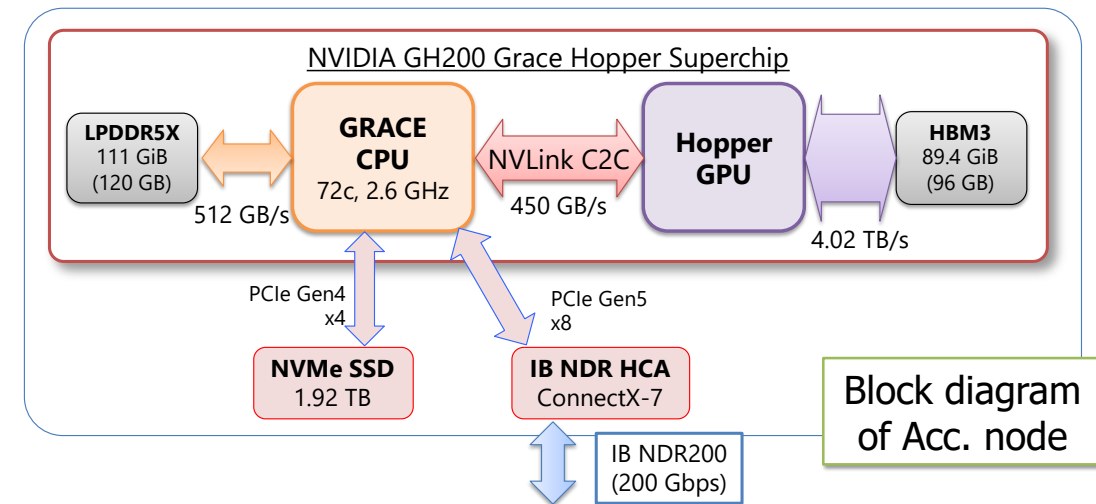 NVIDIA GH200 Grace Hopper Superchip
LPDDR5X
111 GiB
(120 GB)
512 GB/s
GRACE
CPU
72c, 2.6 GHz
NVLink C2C
450 GB/s
Hopper
GPU
HBM3
89.4 GiB
(96 GB)
4.02 TB/s
PCIe Gen4
x4
PCIe Gen5
x8
NVMe SSD
1.92 TB
IB NDR HCA
ConnectX-7
IB NDR200
(200 Gbps)
Block diagram
of Acc. node